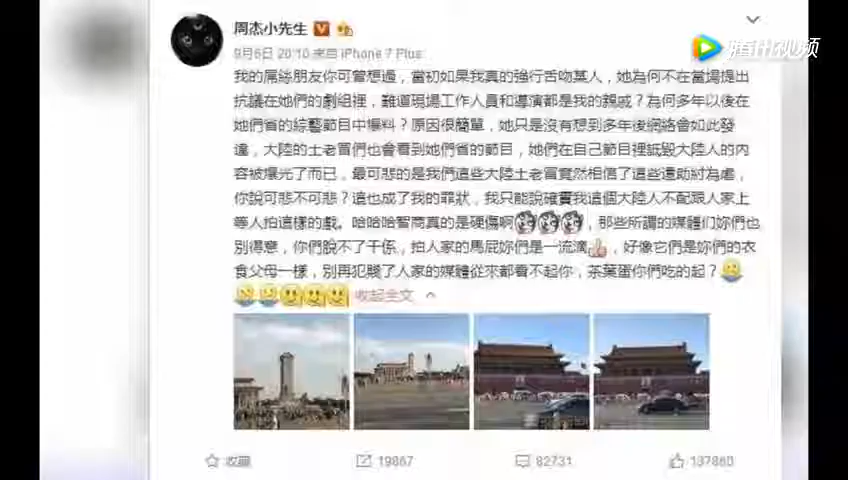 周杰小先生
腾讯视频
9月6日 20:10 来自 iPhone 7 Plus
我的屌絲朋友你可曾想過，當初如果我真的強行舌吻某人，她為何不在當場提出
抗議在她們的劇組裡，難道現場工作人員和導演都是我的親戚？為何多年以後在
她們省的綜藝節目中爆料？原因很簡單，她只是沒有想到多年後網絡會如此發
達，大陸的土老冒們也會看到她們省的節目，她們在自己節目裡詆毀大陸人的內
容被爆光了而已，最可悲的是我們這些大陸土老冒竟然相信了這些還助紂為虐，
你說可悲不可悲？這也成了我的罪狀，我只能說確實我這個大陸人不配跟人家上
等人拍這樣的戲。哈哈哈智商真的是硬傷啊，那些所謂的媒體们妳們也
別得意，你們脫不了干係，拍人家的馬屁妳們是一流滴，好像它們是妳們的衣
食父母一樣，別再犯賤了人家的媒體從來都看不起你，茶葉蛋你們吃的起？
收起全文
收藏 19867 82731 137860